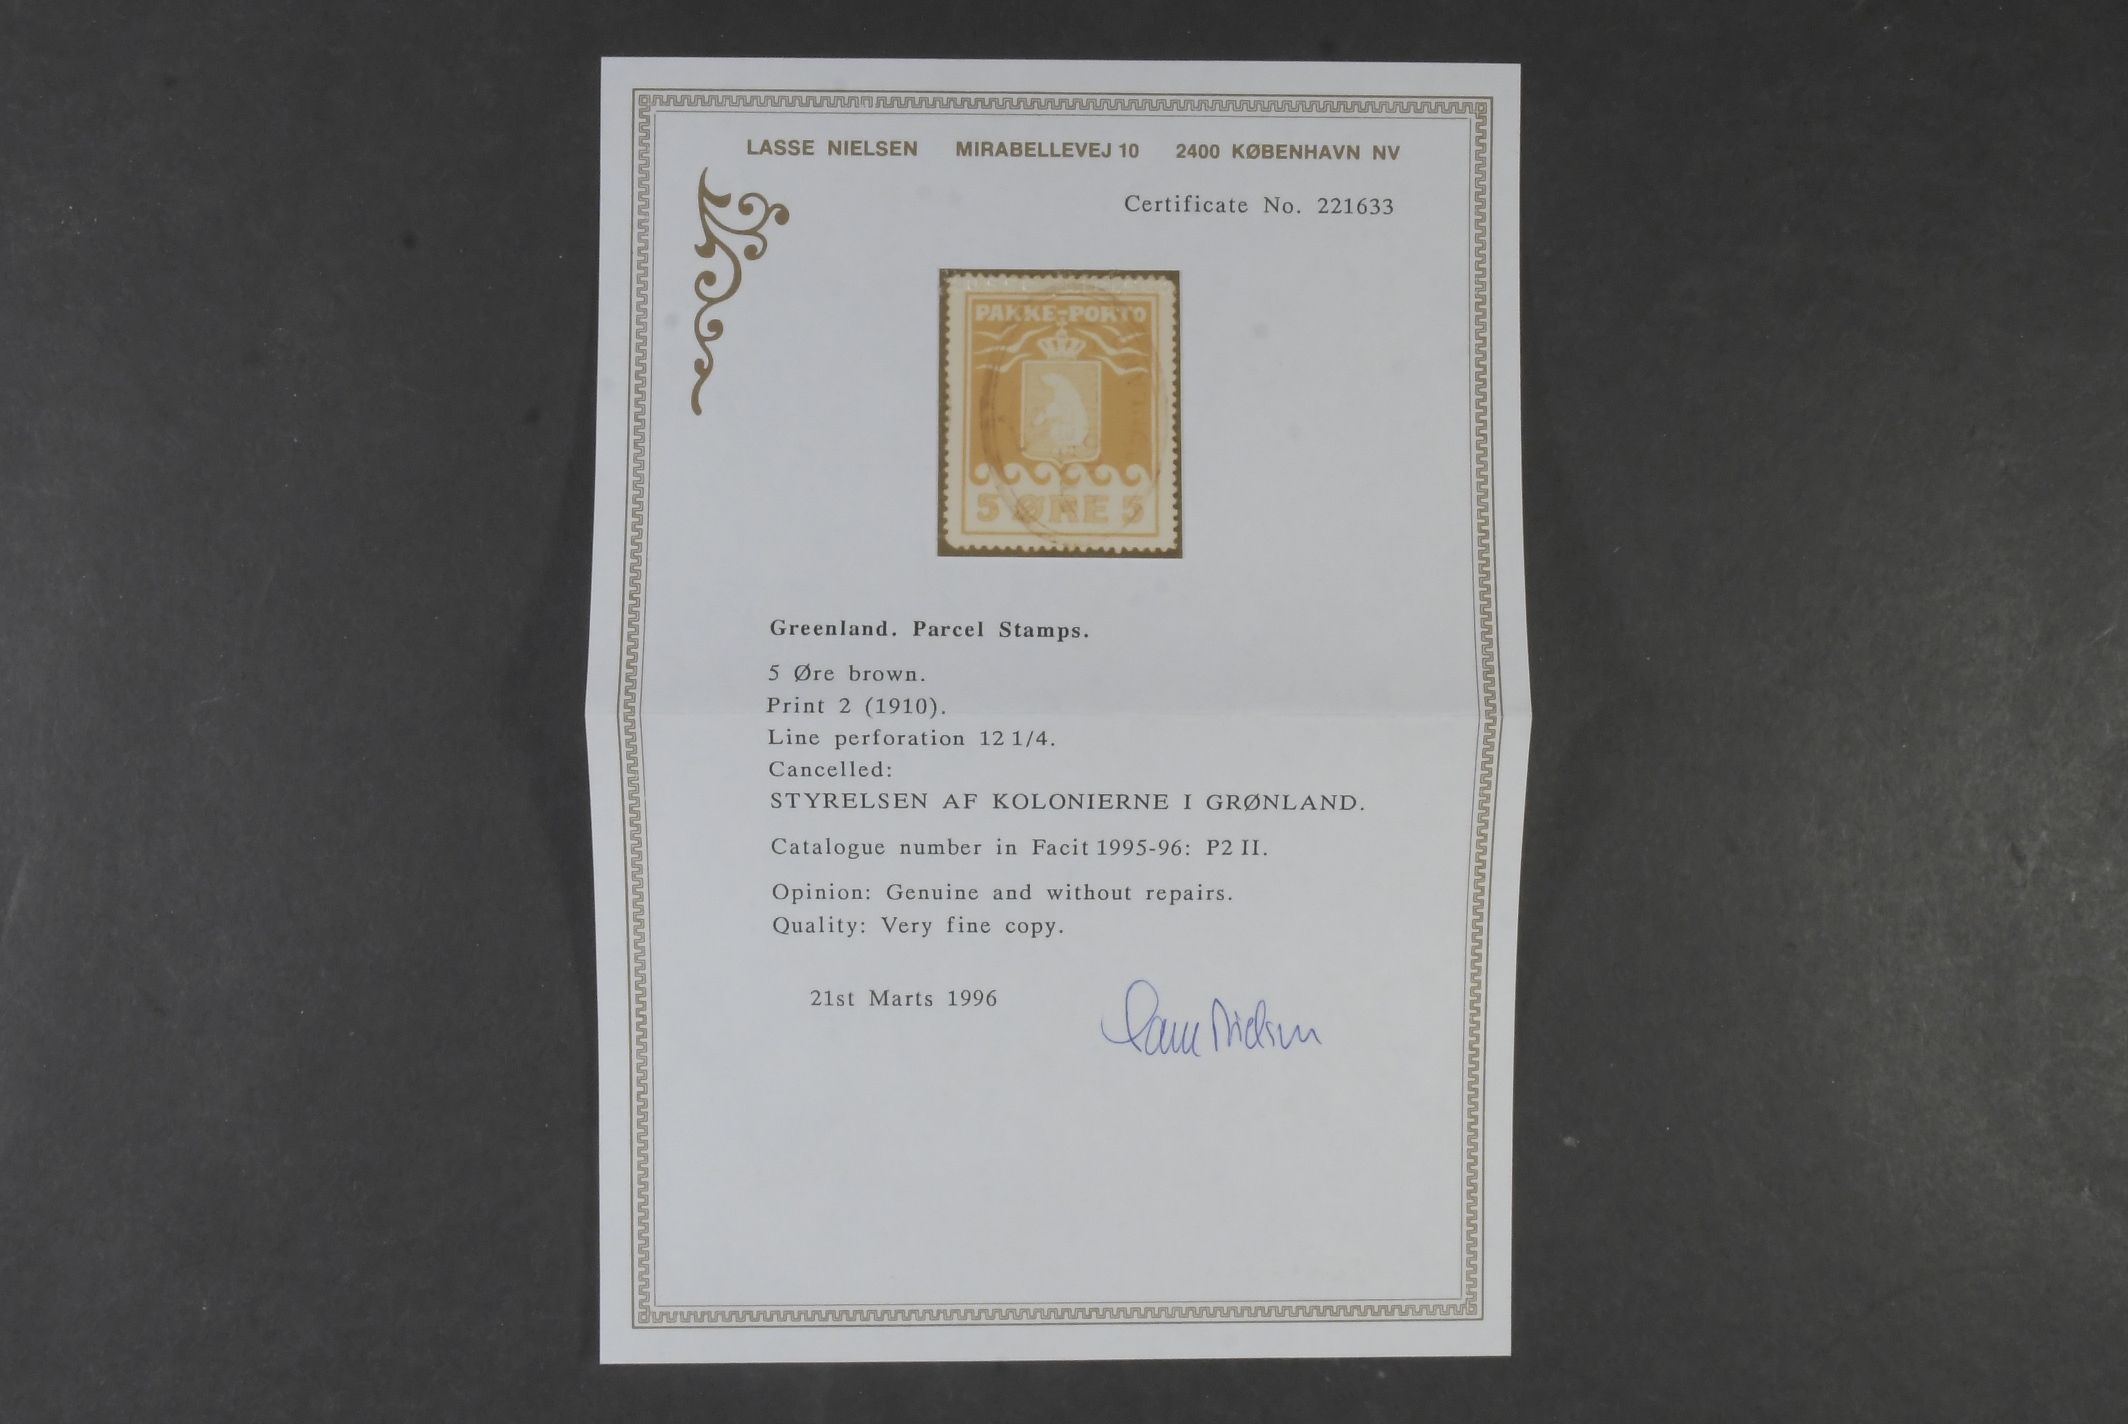 LASSE NIELSEN MIRABELLEVEJ 10 2400 KØBENHAVN NV
Certificate No. 221633
PAKKE-PORTO
5 ØRE 5
Greenland. Parcel Stamps.
5 Øre brown.
Print 2 (1910).
Line perforation 12 1/4.
Cancelled:
STYRELSEN AF KOLONIERNE I GRØNLAND.
Catalogue number in Facit 1995-96: P2 II.
Opinion: Genuine and without repairs.
Quality: Very fine copy.
21st Marts 1996
Lasse Nielsen